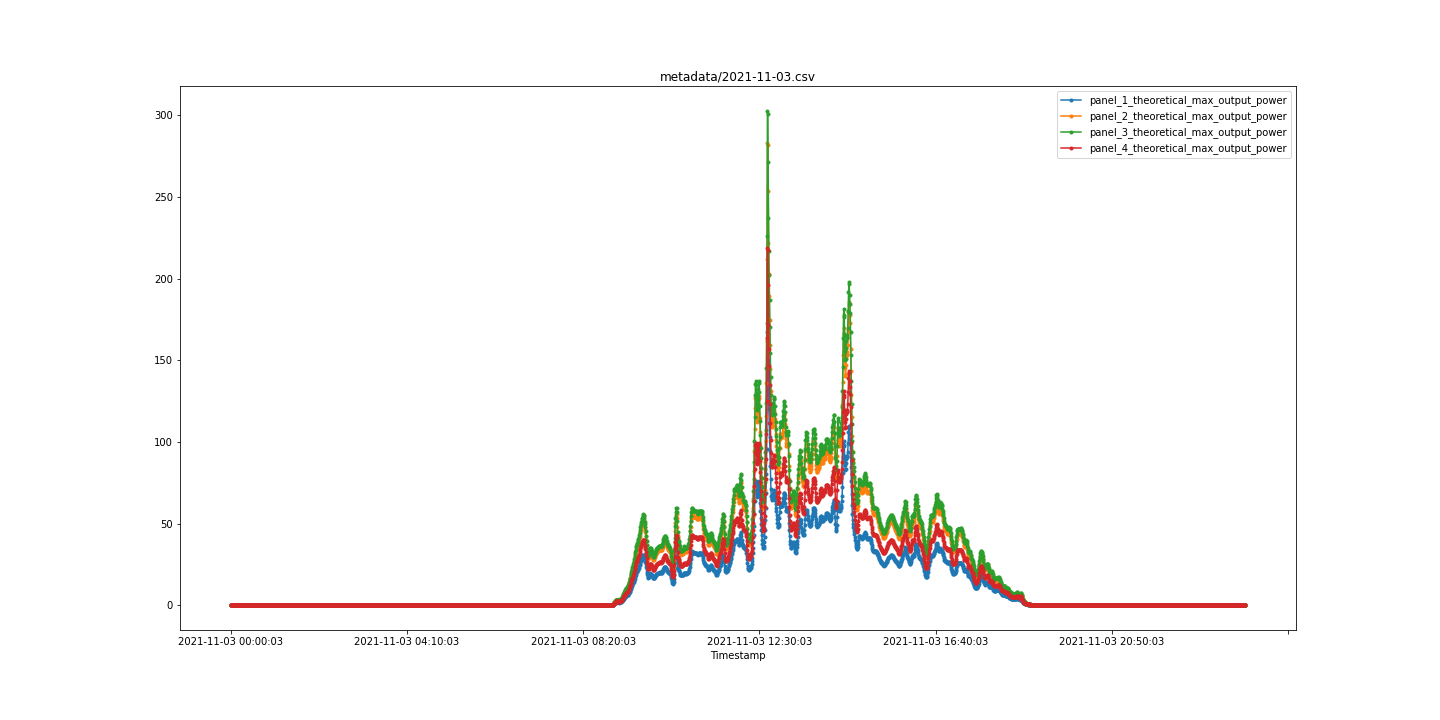 metadata/2021-11-03.csv
panel_1_theoretical_max_output_power
panel_2_theoretical_max_output_power
panel_3_theoretical_max_output_power
panel_4_theoretical_max_output_power
300
250
200
150
100
50
0
2021-11-03 00:00:03 2021-11-03 04:10:03 2021-11-03 08:20:03 2021-11-03 12:30:03 2021-11-03 16:40:03 2021-11-03 20:50:03
Timestamp